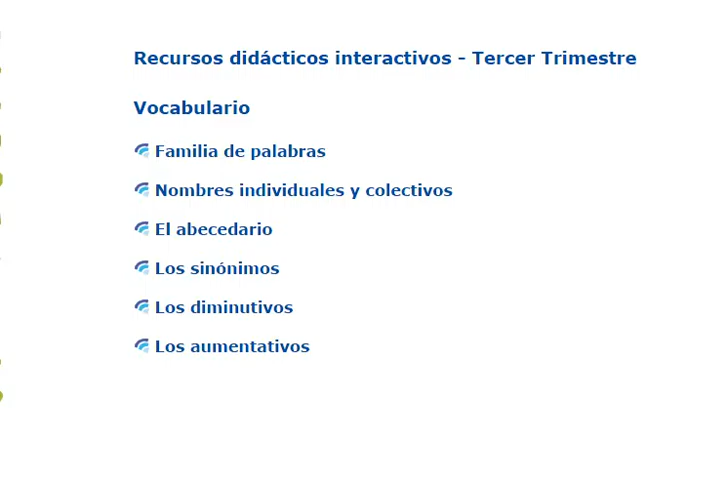 Recursos didácticos interactivos - Tercer Trimestre
Vocabulario
Familia de palabras
Nombres individuales y colectivos
El abecedario
Los sinónimos
Los diminutivos
Los aumentativos